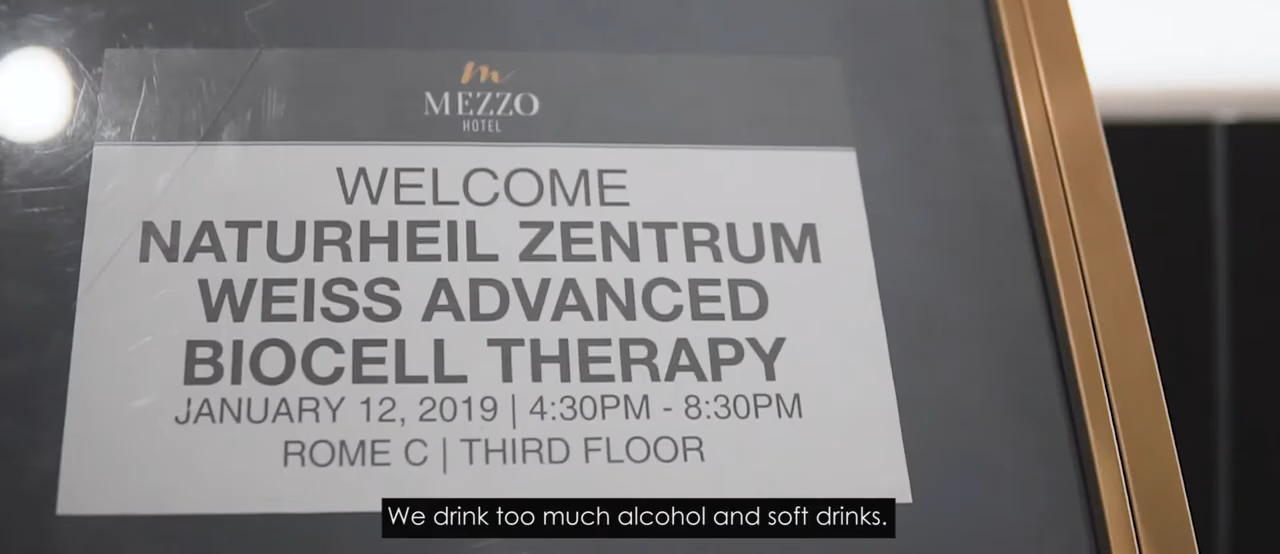 m
MEZZO
HOTEL
WELCOME
NATURHEIL ZENTRUM
WEISS ADVANCED
BIOCELL THERAPY
JANUARY 12, 2019 | 4:30PM - 8:30PM
ROME C | THIRD FLOOR
We drink too much alcohol and soft drinks.